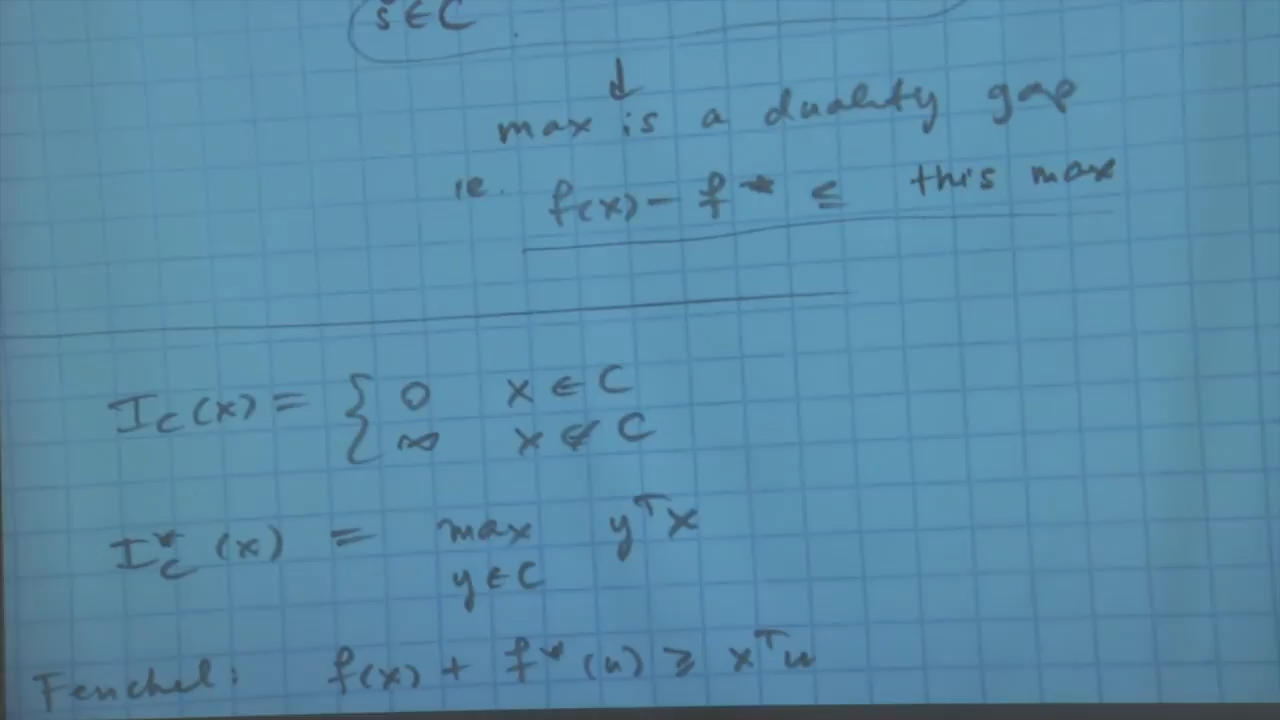 s ∈ C
↓
max is a duality gap
ie. f(x) - f* ≤ this max
I_C(x) = { 0 x ∈ C
∞ x ∉ C
I*_C(x) = max y^T x
y ∈ C
Fenchel: f(x) + f*(u) ≥ x^T u